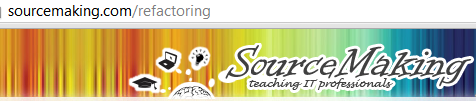 sourcemaking.com/refactoring
SourceMaking
teaching IT professionals